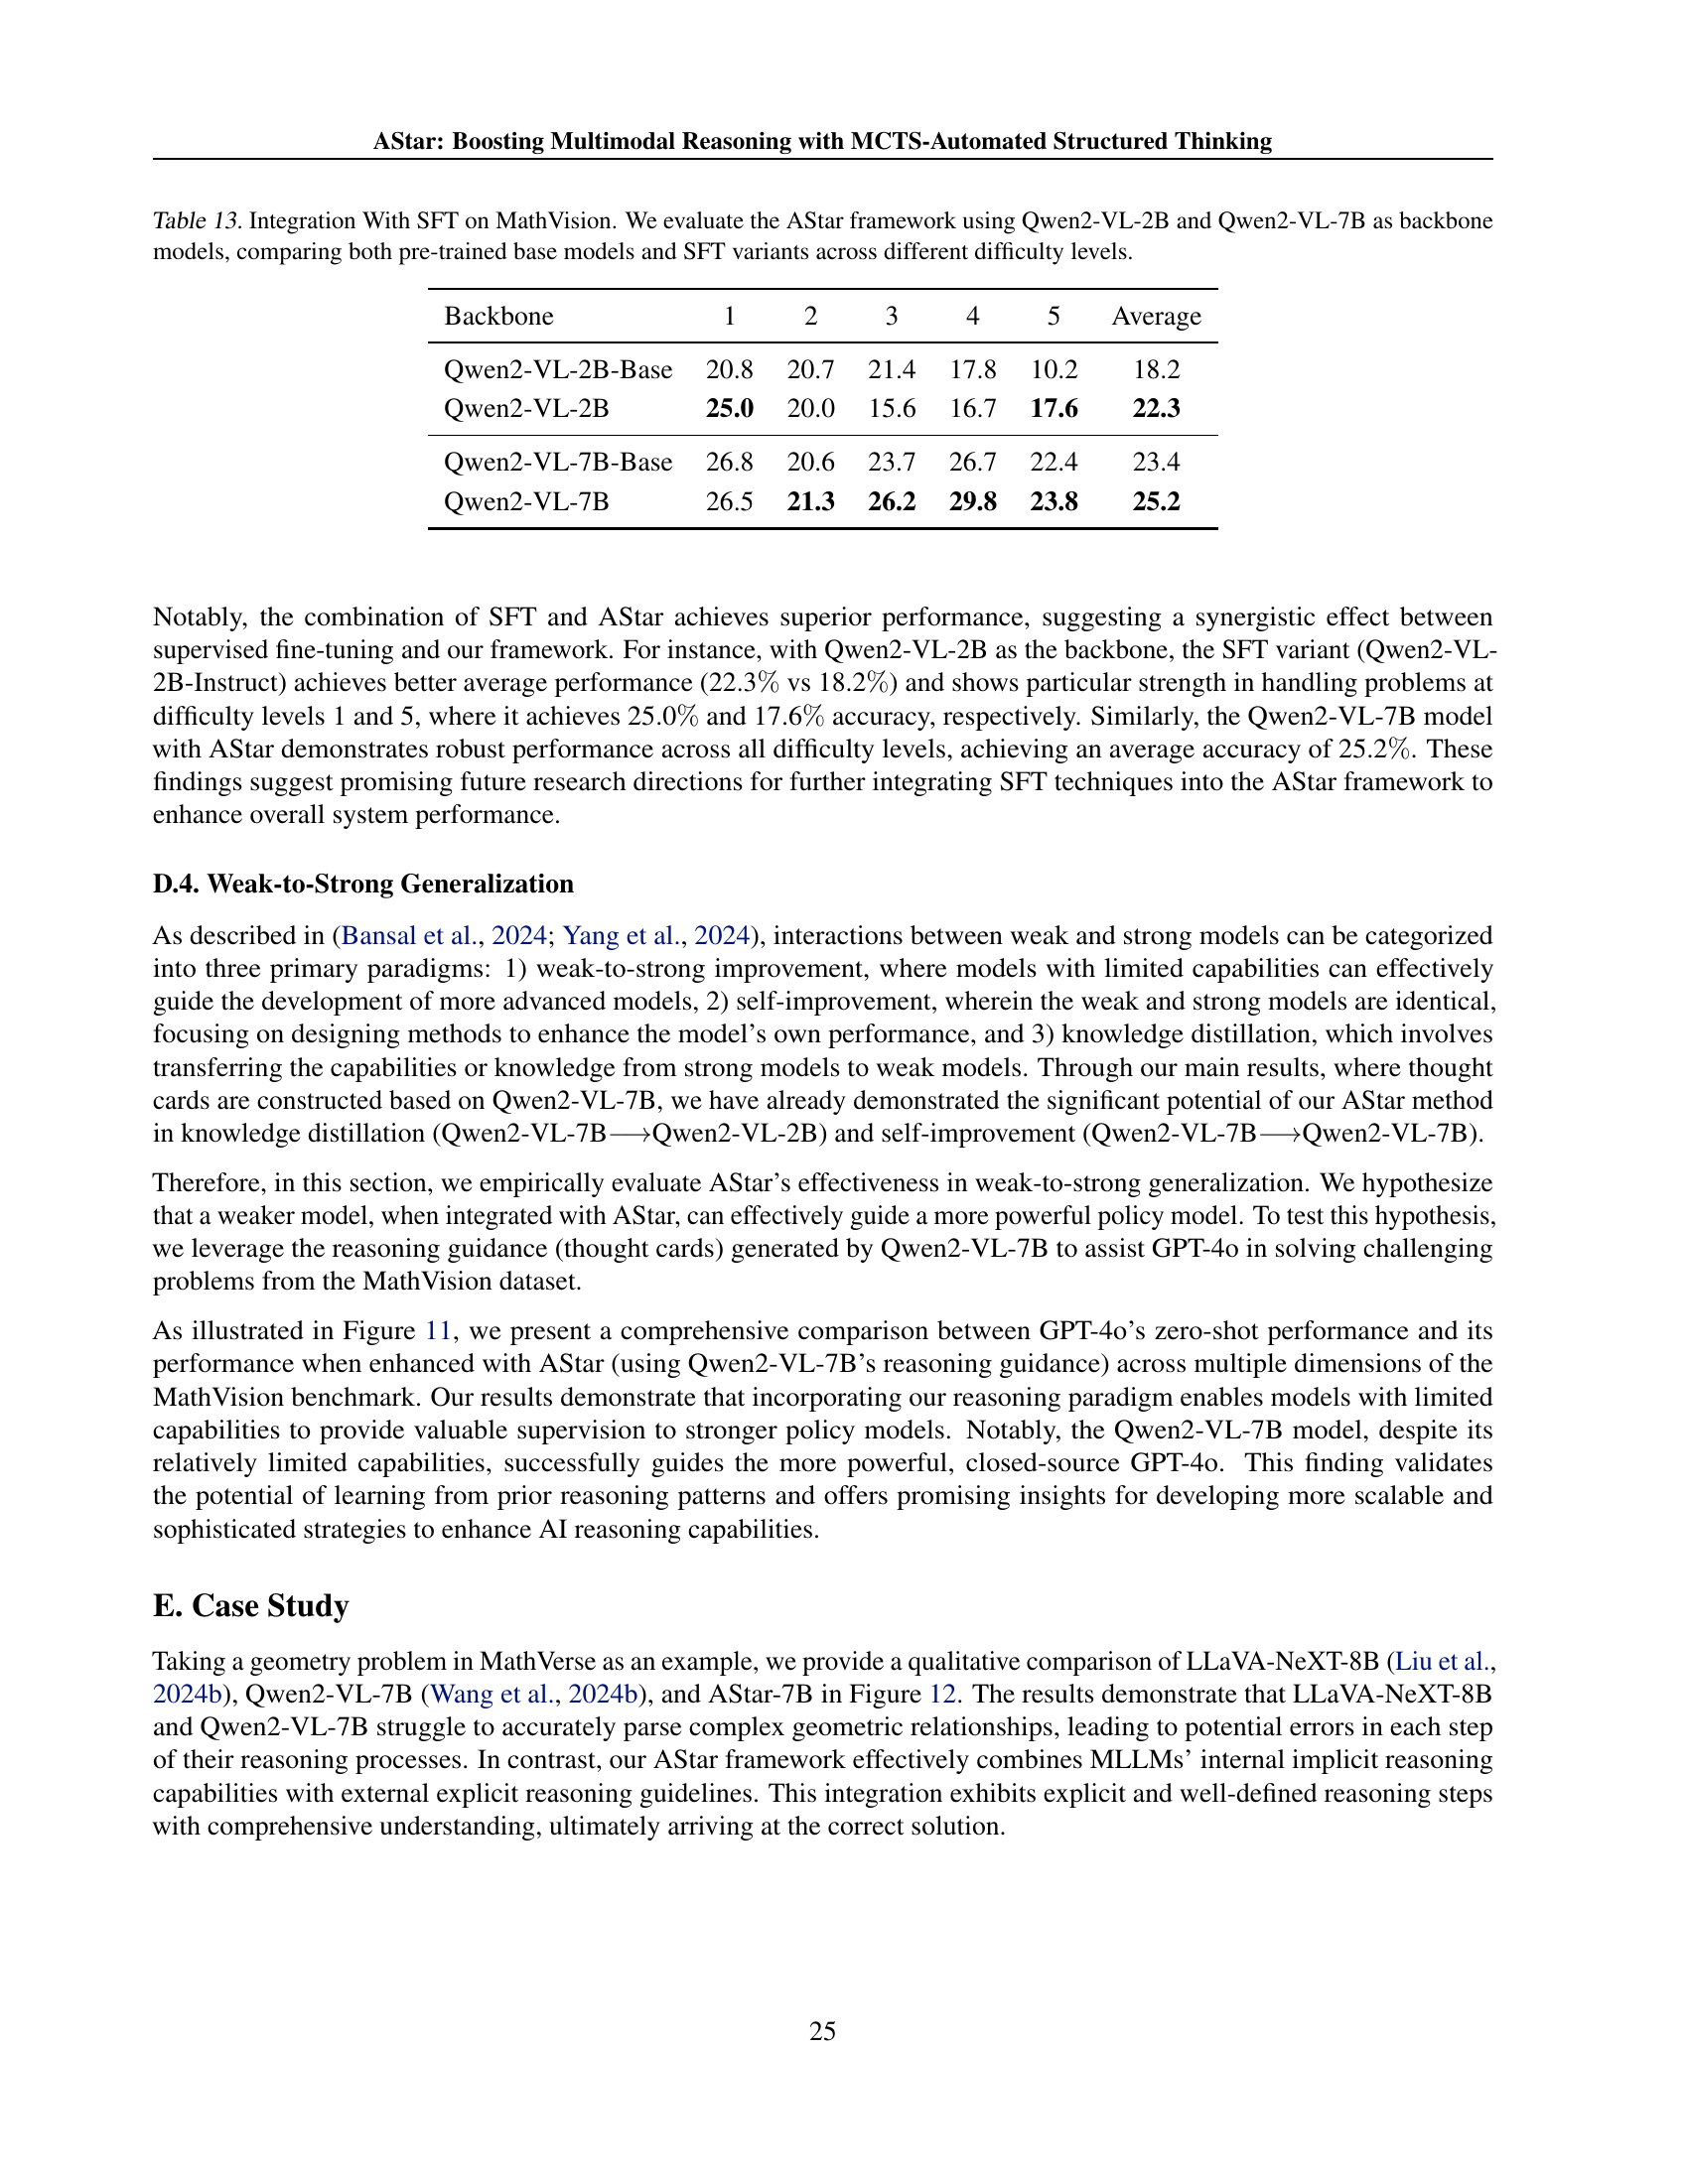 AStar: Boosting Multimodal Reasoning with MCTS-Automated Structured Thinking
Table 13. Integration With SFT on MathVision. We evaluate the AStar framework using Qwen2-VL-2B and Qwen2-VL-7B as backbone
models, comparing both pre-trained base models and SFT variants across different difficulty levels.
Backbone 1 2 3 4 5 Average
Qwen2-VL-2B-Base 20.8 20.7 21.4 17.8 10.2 18.2
Qwen2-VL-2B 25.0 20.0 15.6 16.7 17.6 22.3
Qwen2-VL-7B-Base 26.8 20.6 23.7 26.7 22.4 23.4
Qwen2-VL-7B 26.5 21.3 26.2 29.8 23.8 25.2
Notably, the combination of SFT and AStar achieves superior performance, suggesting a synergistic effect between
supervised fine-tuning and our framework. For instance, with Qwen2-VL-2B as the backbone, the SFT variant (Qwen2-VL-
2B-Instruct) achieves better average performance (22.3% vs 18.2%) and shows particular strength in handling problems at
difficulty levels 1 and 5, where it achieves 25.0% and 17.6% accuracy, respectively. Similarly, the Qwen2-VL-7B model
with AStar demonstrates robust performance across all difficulty levels, achieving an average accuracy of 25.2%. These
findings suggest promising future research directions for further integrating SFT techniques into the AStar framework to
enhance overall system performance.
D.4. Weak-to-Strong Generalization
As described in (Bansal et al., 2024; Yang et al., 2024), interactions between weak and strong models can be categorized
into three primary paradigms: 1) weak-to-strong improvement, where models with limited capabilities can effectively
guide the development of more advanced models, 2) self-improvement, wherein the weak and strong models are identical,
focusing on designing methods to enhance the model's own performance, and 3) knowledge distillation, which involves
transferring the capabilities or knowledge from strong models to weak models. Through our main results, where thought
cards are constructed based on Qwen2-VL-7B, we have already demonstrated the significant potential of our AStar method
in knowledge distillation (Qwen2-VL-7B⟶Qwen2-VL-2B) and self-improvement (Qwen2-VL-7B⟶Qwen2-VL-7B).
Therefore, in this section, we empirically evaluate AStar's effectiveness in weak-to-strong generalization. We hypothesize
that a weaker model, when integrated with AStar, can effectively guide a more powerful policy model. To test this hypothesis,
we leverage the reasoning guidance (thought cards) generated by Qwen2-VL-7B to assist GPT-4o in solving challenging
problems from the MathVision dataset.
As illustrated in Figure 11, we present a comprehensive comparison between GPT-4o's zero-shot performance and its
performance when enhanced with AStar (using Qwen2-VL-7B's reasoning guidance) across multiple dimensions of the
MathVision benchmark. Our results demonstrate that incorporating our reasoning paradigm enables models with limited
capabilities to provide valuable supervision to stronger policy models. Notably, the Qwen2-VL-7B model, despite its
relatively limited capabilities, successfully guides the more powerful, closed-source GPT-4o. This finding validates
the potential of learning from prior reasoning patterns and offers promising insights for developing more scalable and
sophisticated strategies to enhance AI reasoning capabilities.
E. Case Study
Taking a geometry problem in MathVerse as an example, we provide a qualitative comparison of LLaVA-NeXT-8B (Liu et al.,
2024b), Qwen2-VL-7B (Wang et al., 2024b), and AStar-7B in Figure 12. The results demonstrate that LLaVA-NeXT-8B
and Qwen2-VL-7B struggle to accurately parse complex geometric relationships, leading to potential errors in each step
of their reasoning processes. In contrast, our AStar framework effectively combines MLLMs' internal implicit reasoning
capabilities with external explicit reasoning guidelines. This integration exhibits explicit and well-defined reasoning steps
with comprehensive understanding, ultimately arriving at the correct solution.
25